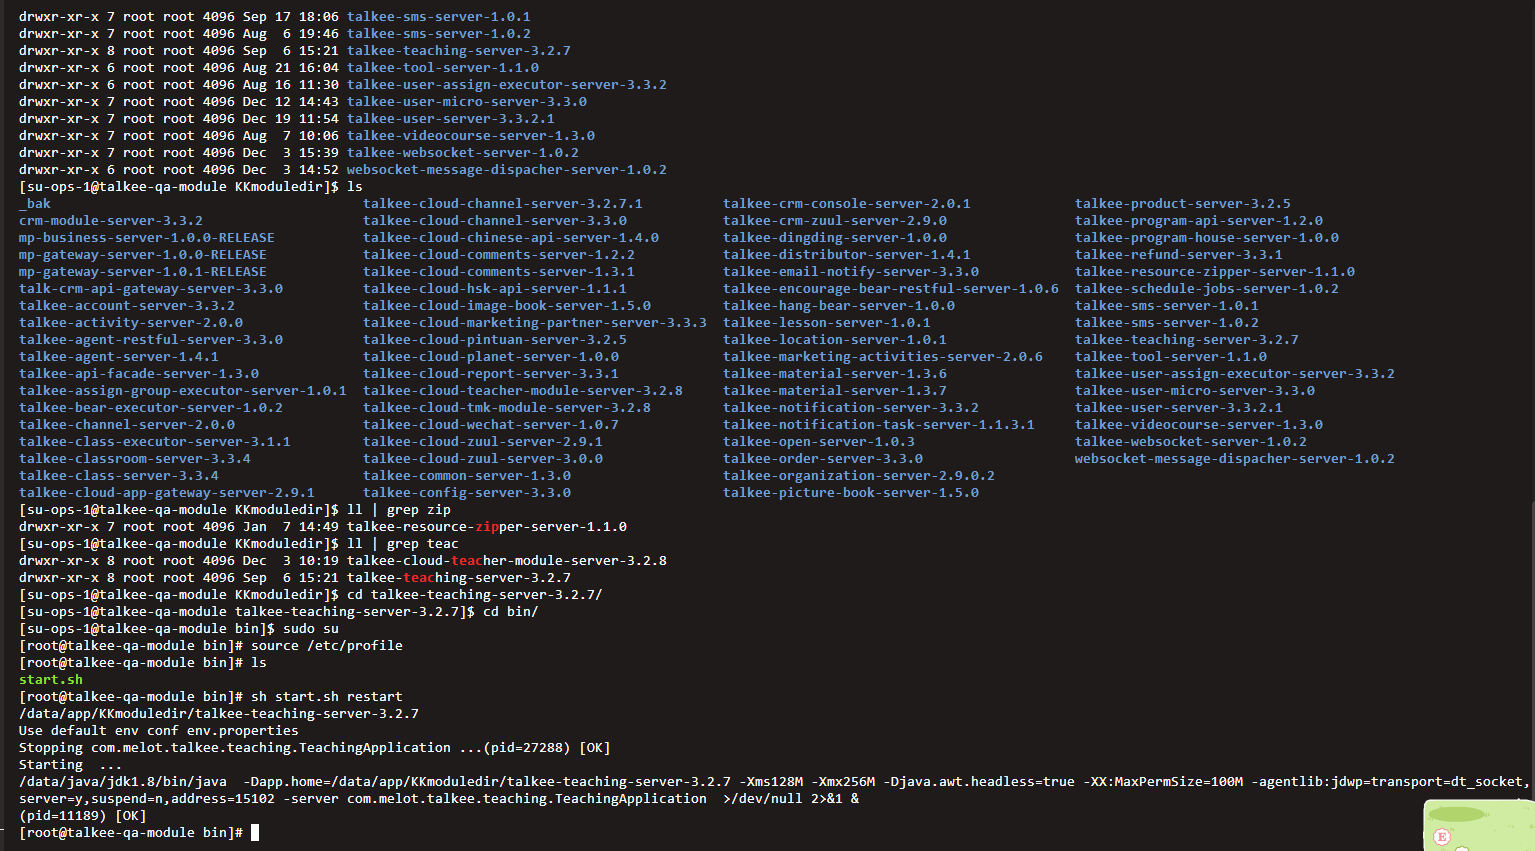 drwxr-xr-x 7 root root 4096 Sep 17 18:06 talkee-sms-server-1.0.1
drwxr-xr-x 7 root root 4096 Aug  6 19:46 talkee-sms-server-1.0.2
drwxr-xr-x 8 root root 4096 Sep  6 15:21 talkee-teaching-server-3.2.7
drwxr-xr-x 6 root root 4096 Aug 21 16:04 talkee-tool-server-1.1.0
drwxr-xr-x 6 root root 4096 Aug 16 11:30 talkee-user-assign-executor-server-3.3.2
drwxr-xr-x 7 root root 4096 Dec 12 14:43 talkee-user-micro-server-3.3.0
drwxr-xr-x 7 root root 4096 Dec 19 11:54 talkee-user-server-3.3.2.1
drwxr-xr-x 7 root root 4096 Aug  7 10:06 talkee-videocourse-server-1.3.0
drwxr-xr-x 7 root root 4096 Dec  3 15:39 talkee-websocket-server-1.0.2
drwxr-xr-x 6 root root 4096 Dec  3 14:52 websocket-message-dispacher-server-1.0.2
[su-ops-1@talkee-qa-module KKmoduledir]$ ls
_bak talkee-cloud-channel-server-3.2.7.1 talkee-crm-console-server-2.0.1 talkee-product-server-3.2.5
crm-module-server-3.3.2 talkee-cloud-channel-server-3.3.0 talkee-crm-zuul-server-2.9.0 talkee-program-api-server-1.2.0
mp-business-server-1.0.0-RELEASE talkee-cloud-chinese-api-server-1.4.0 talkee-dingding-server-1.0.0 talkee-program-house-server-1.0.0
mp-gateway-server-1.0.0-RELEASE talkee-cloud-comments-server-1.2.2 talkee-distributor-server-1.4.1 talkee-refund-server-3.3.1
mp-gateway-server-1.0.1-RELEASE talkee-cloud-comments-server-1.3.1 talkee-email-notify-server-3.3.0 talkee-resource-zipper-server-1.1.0
talk-crm-api-gateway-server-3.3.0 talkee-cloud-hsk-api-server-1.1.1 talkee-encourage-bear-restful-server-1.0.6 talkee-schedule-jobs-server-1.0.2
talkee-account-server-3.3.2 talkee-cloud-image-book-server-1.5.0 talkee-hang-bear-server-1.0.0 talkee-sms-server-1.0.1
talkee-activity-server-2.0.0 talkee-cloud-marketing-partner-server-3.3.3 talkee-lesson-server-1.0.1 talkee-sms-server-1.0.2
talkee-agent-restful-server-3.3.0 talkee-cloud-pintuan-server-3.2.5 talkee-location-server-1.0.1 talkee-teaching-server-3.2.7
talkee-agent-server-1.4.1 talkee-cloud-planet-server-1.0.0 talkee-marketing-activities-server-2.0.6 talkee-tool-server-1.1.0
talkee-api-facade-server-1.3.0 talkee-cloud-report-server-3.3.1 talkee-material-server-1.3.6 talkee-user-assign-executor-server-3.3.2
talkee-assign-group-executor-server-1.0.1 talkee-cloud-teacher-module-server-3.2.8 talkee-material-server-1.3.7 talkee-user-micro-server-3.3.0
talkee-bear-executor-server-1.0.2 talkee-cloud-tmk-module-server-3.2.8 talkee-notification-server-3.3.2 talkee-user-server-3.3.2.1
talkee-channel-server-2.0.0 talkee-cloud-wechat-server-1.0.7 talkee-notification-task-server-1.1.3.1 talkee-videocourse-server-1.3.0
talkee-class-executor-server-3.1.1 talkee-cloud-zuul-server-2.9.1 talkee-open-server-1.0.3 talkee-websocket-server-1.0.2
talkee-classroom-server-3.3.4 talkee-cloud-zuul-server-3.0.0 talkee-order-server-3.3.0 websocket-message-dispacher-server-1.0.2
talkee-class-server-3.3.4 talkee-common-server-1.3.0 talkee-organization-server-2.9.0.2
talkee-cloud-app-gateway-server-2.9.1 talkee-config-server-3.3.0 talkee-picture-book-server-1.5.0
[su-ops-1@talkee-qa-module KKmoduledir]$ ll | grep zip
drwxr-xr-x 7 root root 4096 Jan  7 14:49 talkee-resource-zipper-server-1.1.0
[su-ops-1@talkee-qa-module KKmoduledir]$ ll | grep teac
drwxr-xr-x 8 root root 4096 Dec  3 10:19 talkee-cloud-teacher-module-server-3.2.8
drwxr-xr-x 8 root root 4096 Sep  6 15:21 talkee-teaching-server-3.2.7
[su-ops-1@talkee-qa-module KKmoduledir]$ cd talkee-teaching-server-3.2.7/
[su-ops-1@talkee-qa-module talkee-teaching-server-3.2.7]$ cd bin/
[su-ops-1@talkee-qa-module bin]$ sudo su
[root@talkee-qa-module bin]# source /etc/profile
[root@talkee-qa-module bin]# ls
start.sh
[root@talkee-qa-module bin]# sh start.sh restart
/data/app/KKmoduledir/talkee-teaching-server-3.2.7
Use default env conf env.properties
Stopping com.melot.talkee.teaching.TeachingApplication ...(pid=27288) [OK]
Starting  ...
/data/java/jdk1.8/bin/java  -Dapp.home=/data/app/KKmoduledir/talkee-teaching-server-3.2.7 -Xms128M -Xmx256M -Djava.awt.headless=true -XX:MaxPermSize=100M -agentlib:jdwp=transport=dt_socket,
server=y,suspend=n,address=15102 -server com.melot.talkee.teaching.TeachingApplication  >/dev/null 2>&1 &
(pid=11189) [OK]
[root@talkee-qa-module bin]#
E